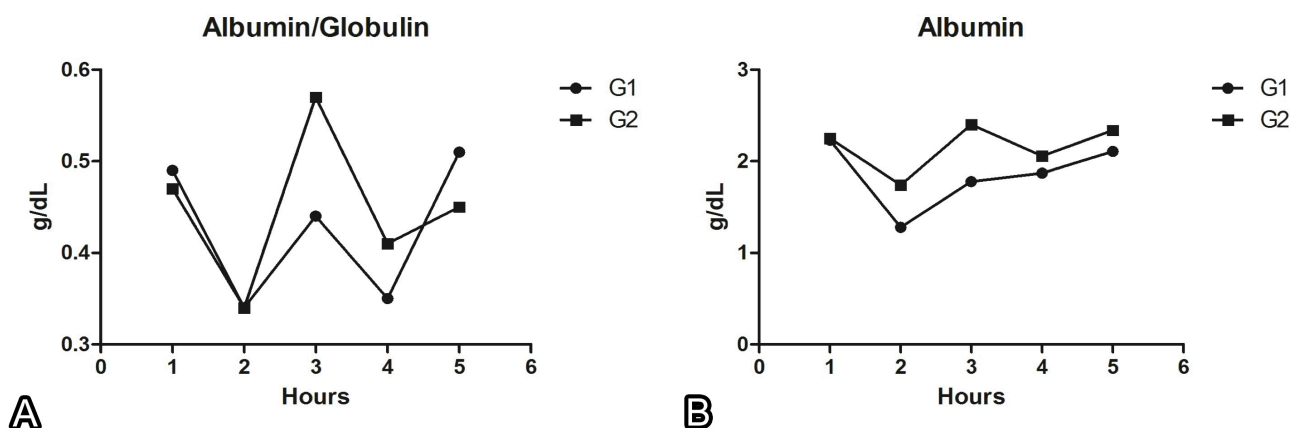 Albumin/Globulin
0.6
0.5
0.4
0.3
g/dL
0 1 2 3 4 5 6
Hours
G1
G2
A
Albumin
3
2
1
0
g/dL
0 1 2 3 4 5 6
Hours
G1
G2
B